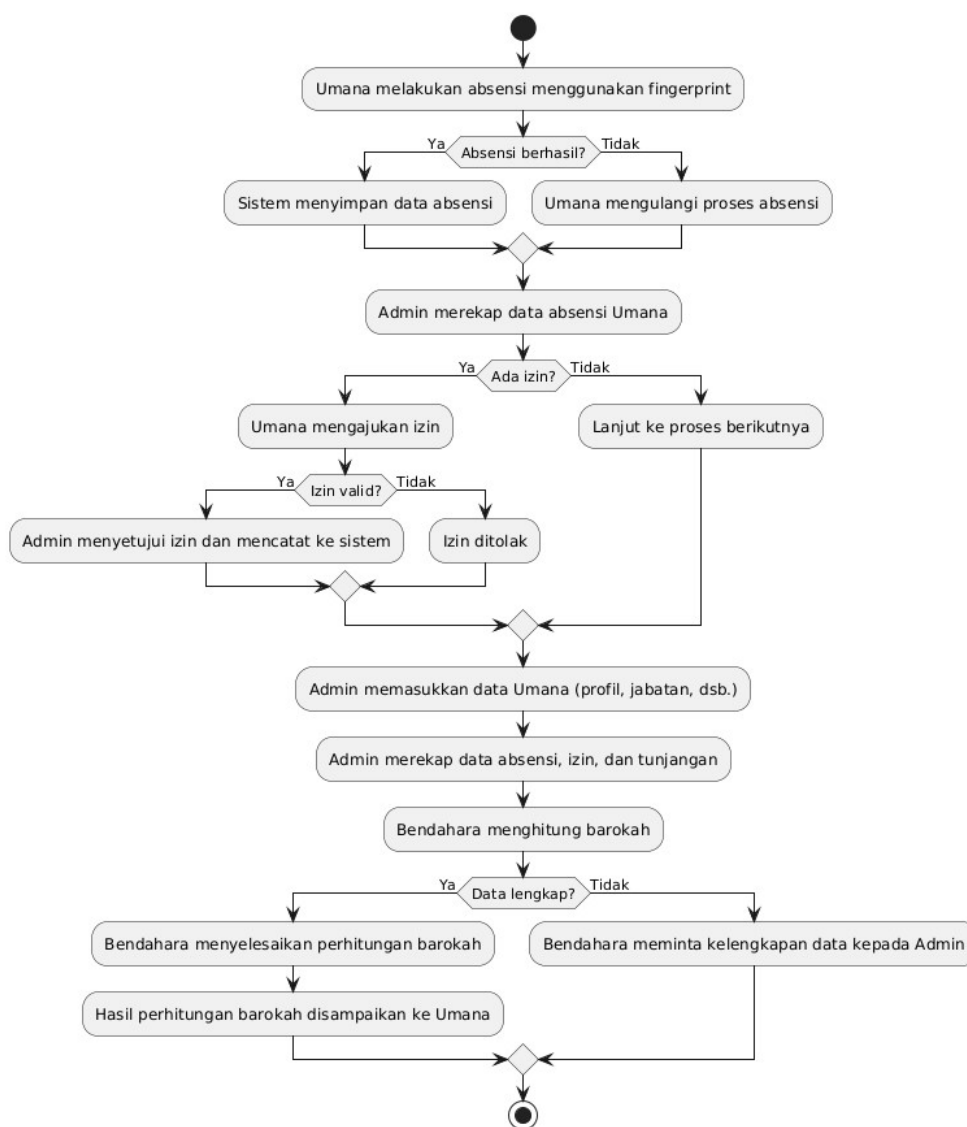 Umana melakukan absensi menggunakan fingerprint
Ya
Absensi berhasil?
Tidak
Sistem menyimpan data absensi
Umana mengulangi proses absensi
Admin merekap data absensi Umana
Ya
Ada izin?
Tidak
Umana mengajukan izin
Lanjut ke proses berikutnya
Ya
Izin valid?
Tidak
Admin menyetujui izin dan mencatat ke sistem
Izin ditolak
Admin memasukkan data Umana (profil, jabatan, dsb.)
Admin merekap data absensi, izin, dan tunjangan
Bendahara menghitung barokah
Ya
Data lengkap?
Tidak
Bendahara menyelesaikan perhitungan barokah
Bendahara meminta kelengkapan data kepada Admin
Hasil perhitungan barokah disampaikan ke Umana